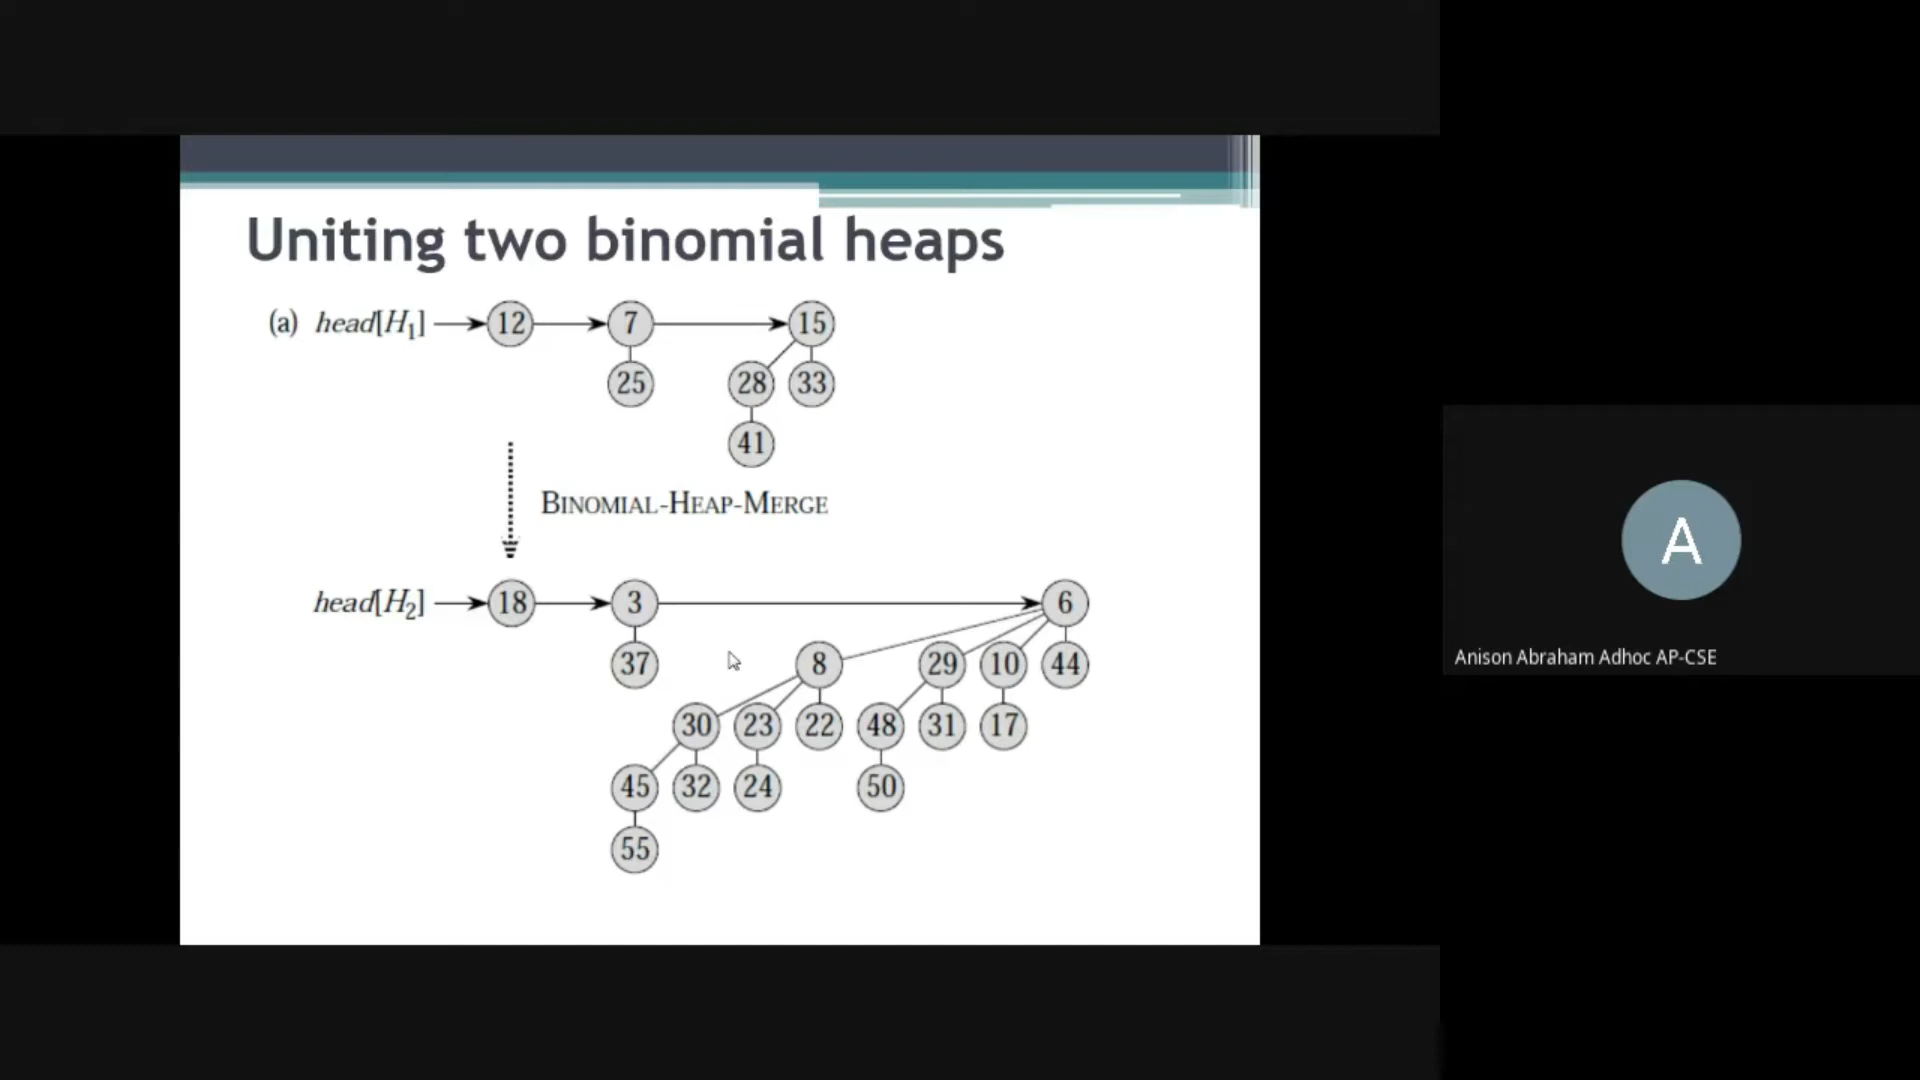 Uniting two binomial heaps
(a) head[H₁] 12 7 15
25 28 33
41
BINOMIAL-HEAP-MERGE
head[H₂] 18 3 6
37 8 29 10 44
30 23 22 48 31 17
45 32 24 50
55
A
Anison Abraham Adhoc AP-CSE